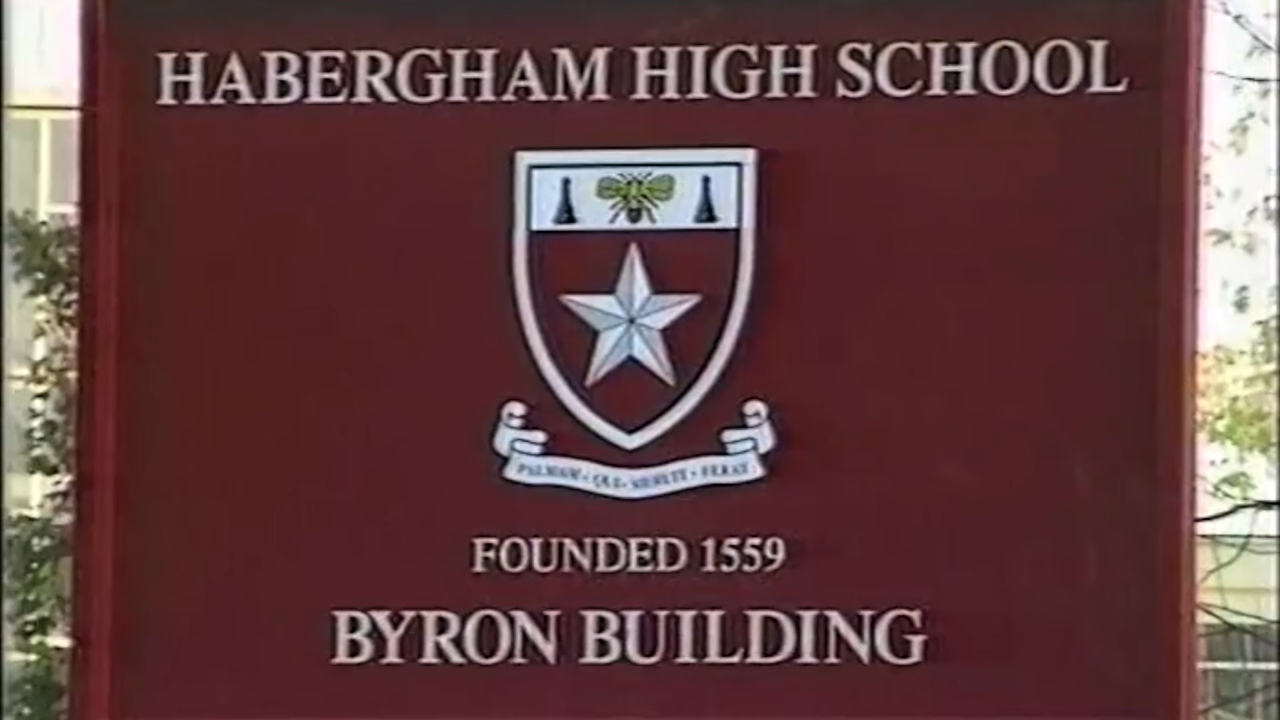 HABERGHAM HIGH SCHOOL
PALMAM • QUI • MERUIT • FERAT
FOUNDED 1559
BYRON BUILDING